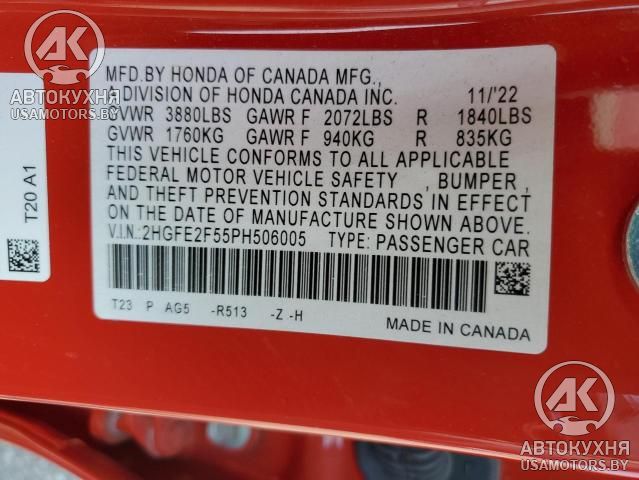 АК
АВТОКУХНЯ
USAMOTORS.BY
MFD.BY HONDA OF CANADA MFG.,
A DIVISION OF HONDA CANADA INC. 11/'22
GVWR 3880LBS GAWR F 2072LBS R 1840LBS
GVWR 1760KG GAWR F 940KG R 835KG
THIS VEHICLE CONFORMS TO ALL APPLICABLE
FEDERAL MOTOR VEHICLE SAFETY , BUMPER,
AND THEFT PREVENTION STANDARDS IN EFFECT
ON THE DATE OF MANUFACTURE SHOWN ABOVE.
V.I.N.:2HGFE2F55PH506005 TYPE: PASSENGER CAR
T23 P AG5 -R513 -Z -H
MADE IN CANADA
T20 A1
АК
АВТОКУХНЯ
USAMOTORS.BY